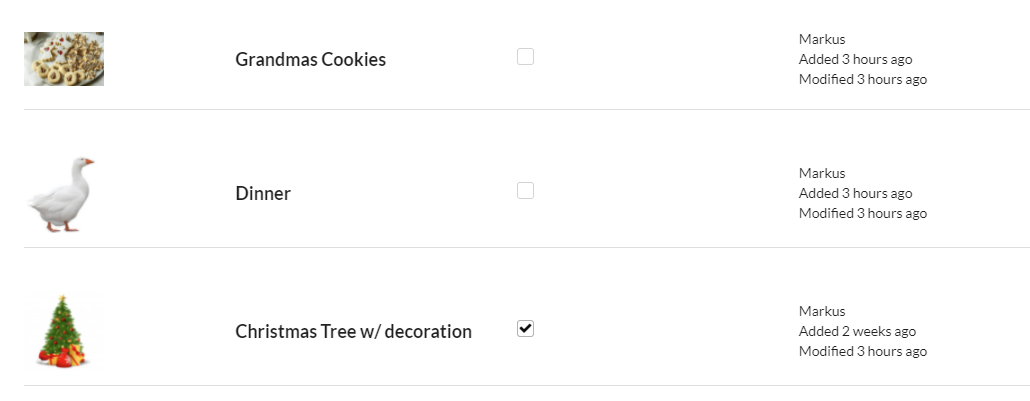 Grandmas Cookies
Markus
Added 3 hours ago
Modified 3 hours ago
Dinner
Markus
Added 3 hours ago
Modified 3 hours ago
Christmas Tree w/ decoration
Markus
Added 2 weeks ago
Modified 3 hours ago